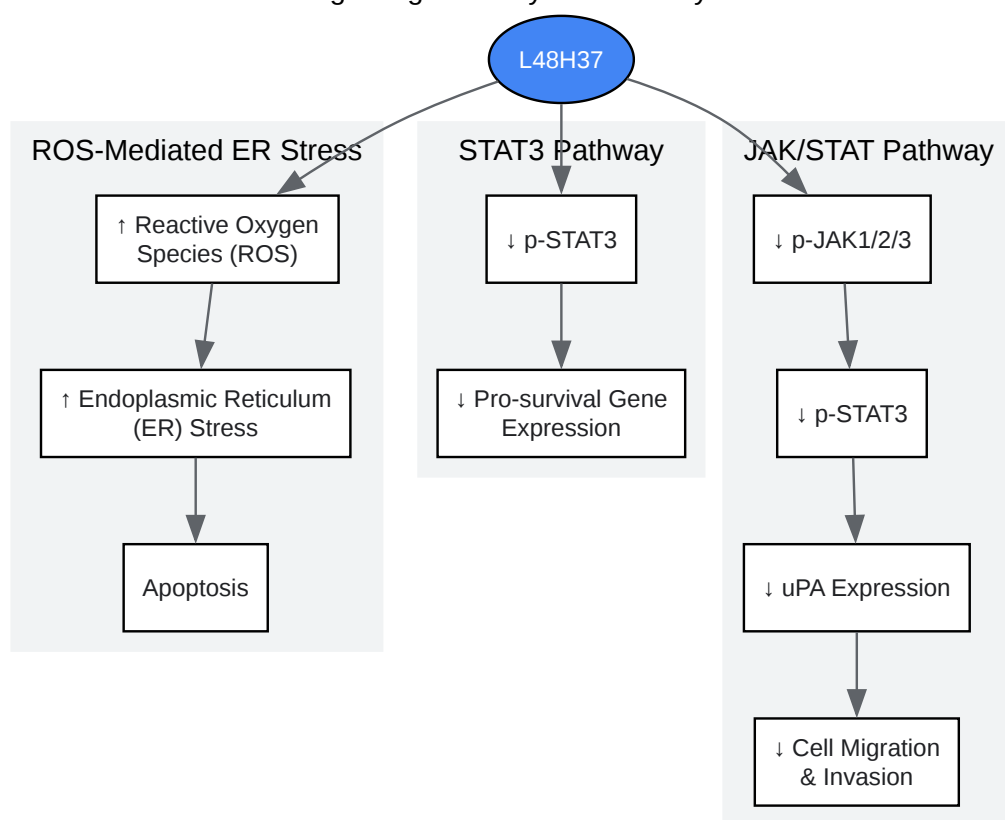 L48H37
ROS-Mediated ER Stress
↑ Reactive Oxygen
Species (ROS)
↑ Endoplasmic Reticulum
(ER) Stress
Apoptosis
STAT3 Pathway
↓ p-STAT3
↓ Pro-survival Gene
Expression
JAK/STAT Pathway
↓ p-JAK1/2/3
↓ p-STAT3
↓ uPA Expression
↓ Cell Migration
& Invasion